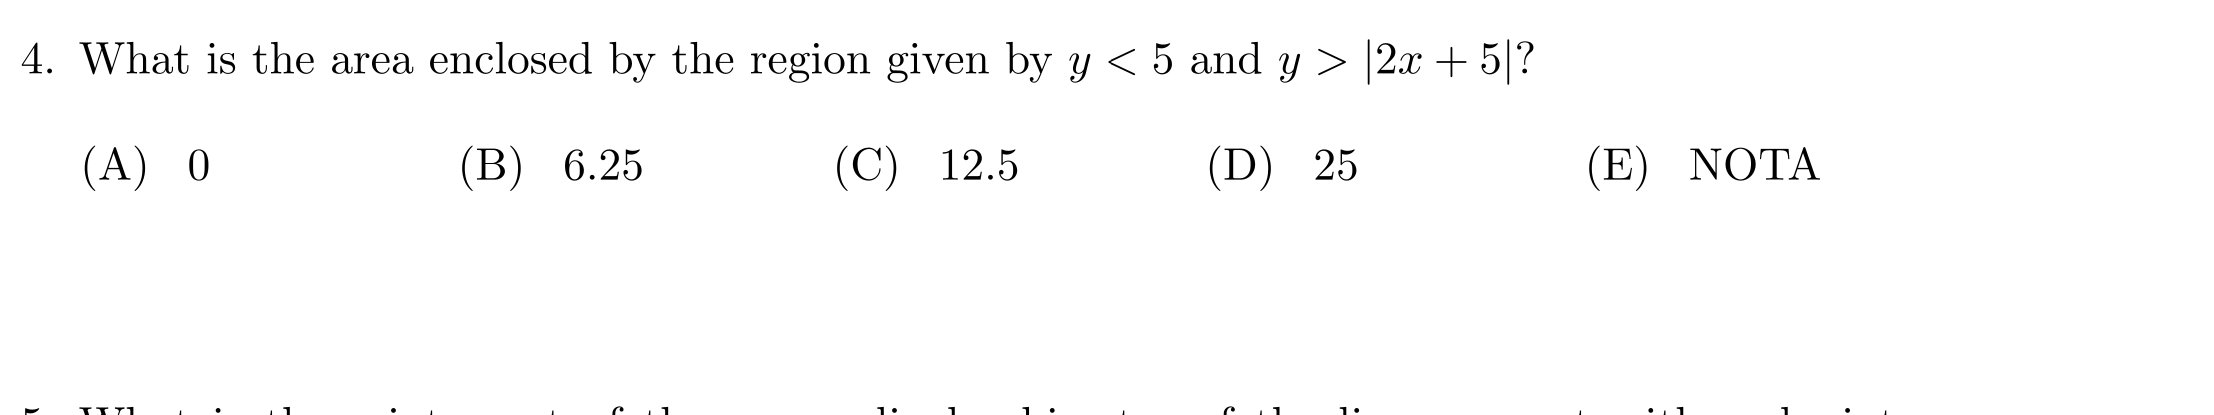 4. What is the area enclosed by the region given by y < 5 and y > |2x + 5|?
(A) 0 (B) 6.25 (C) 12.5 (D) 25 (E) NOTA